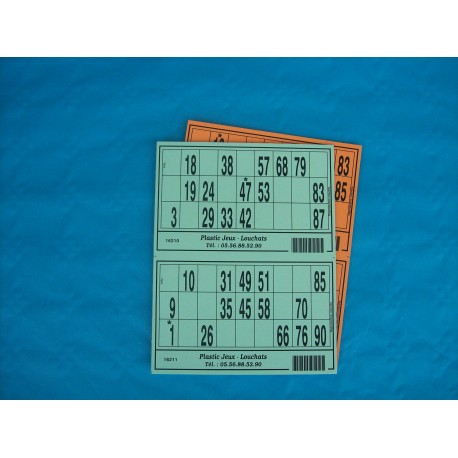 18 38 57 68 79
19 24 47 53 83
3 29 33 42 87
16210 Plastic Jeux - Louchats
Tél. : 05.56.88.52.90
10 31 49 51 85
9 35 45 58 70
1 26 66 76 90
16211 Plastic Jeux - Louchats
Tél. : 05.56.88.52.90
83
85